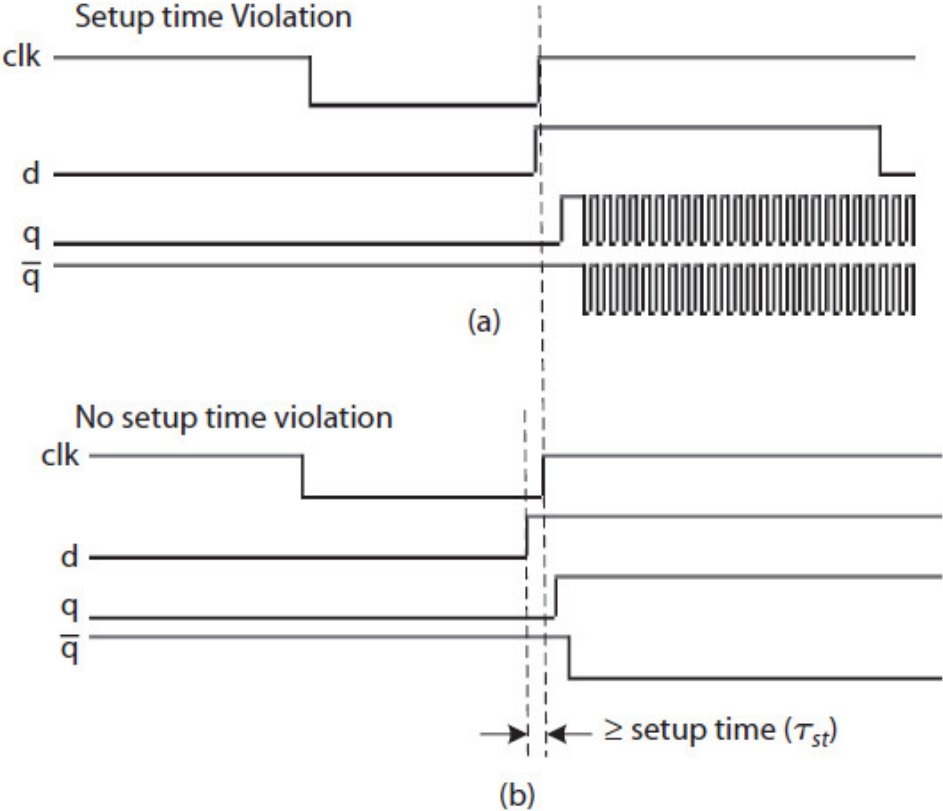 Setup time Violation
clk
d
q
q̅
(a)
No setup time violation
clk
d
q
q̅
≥ setup time (τst)
(b)